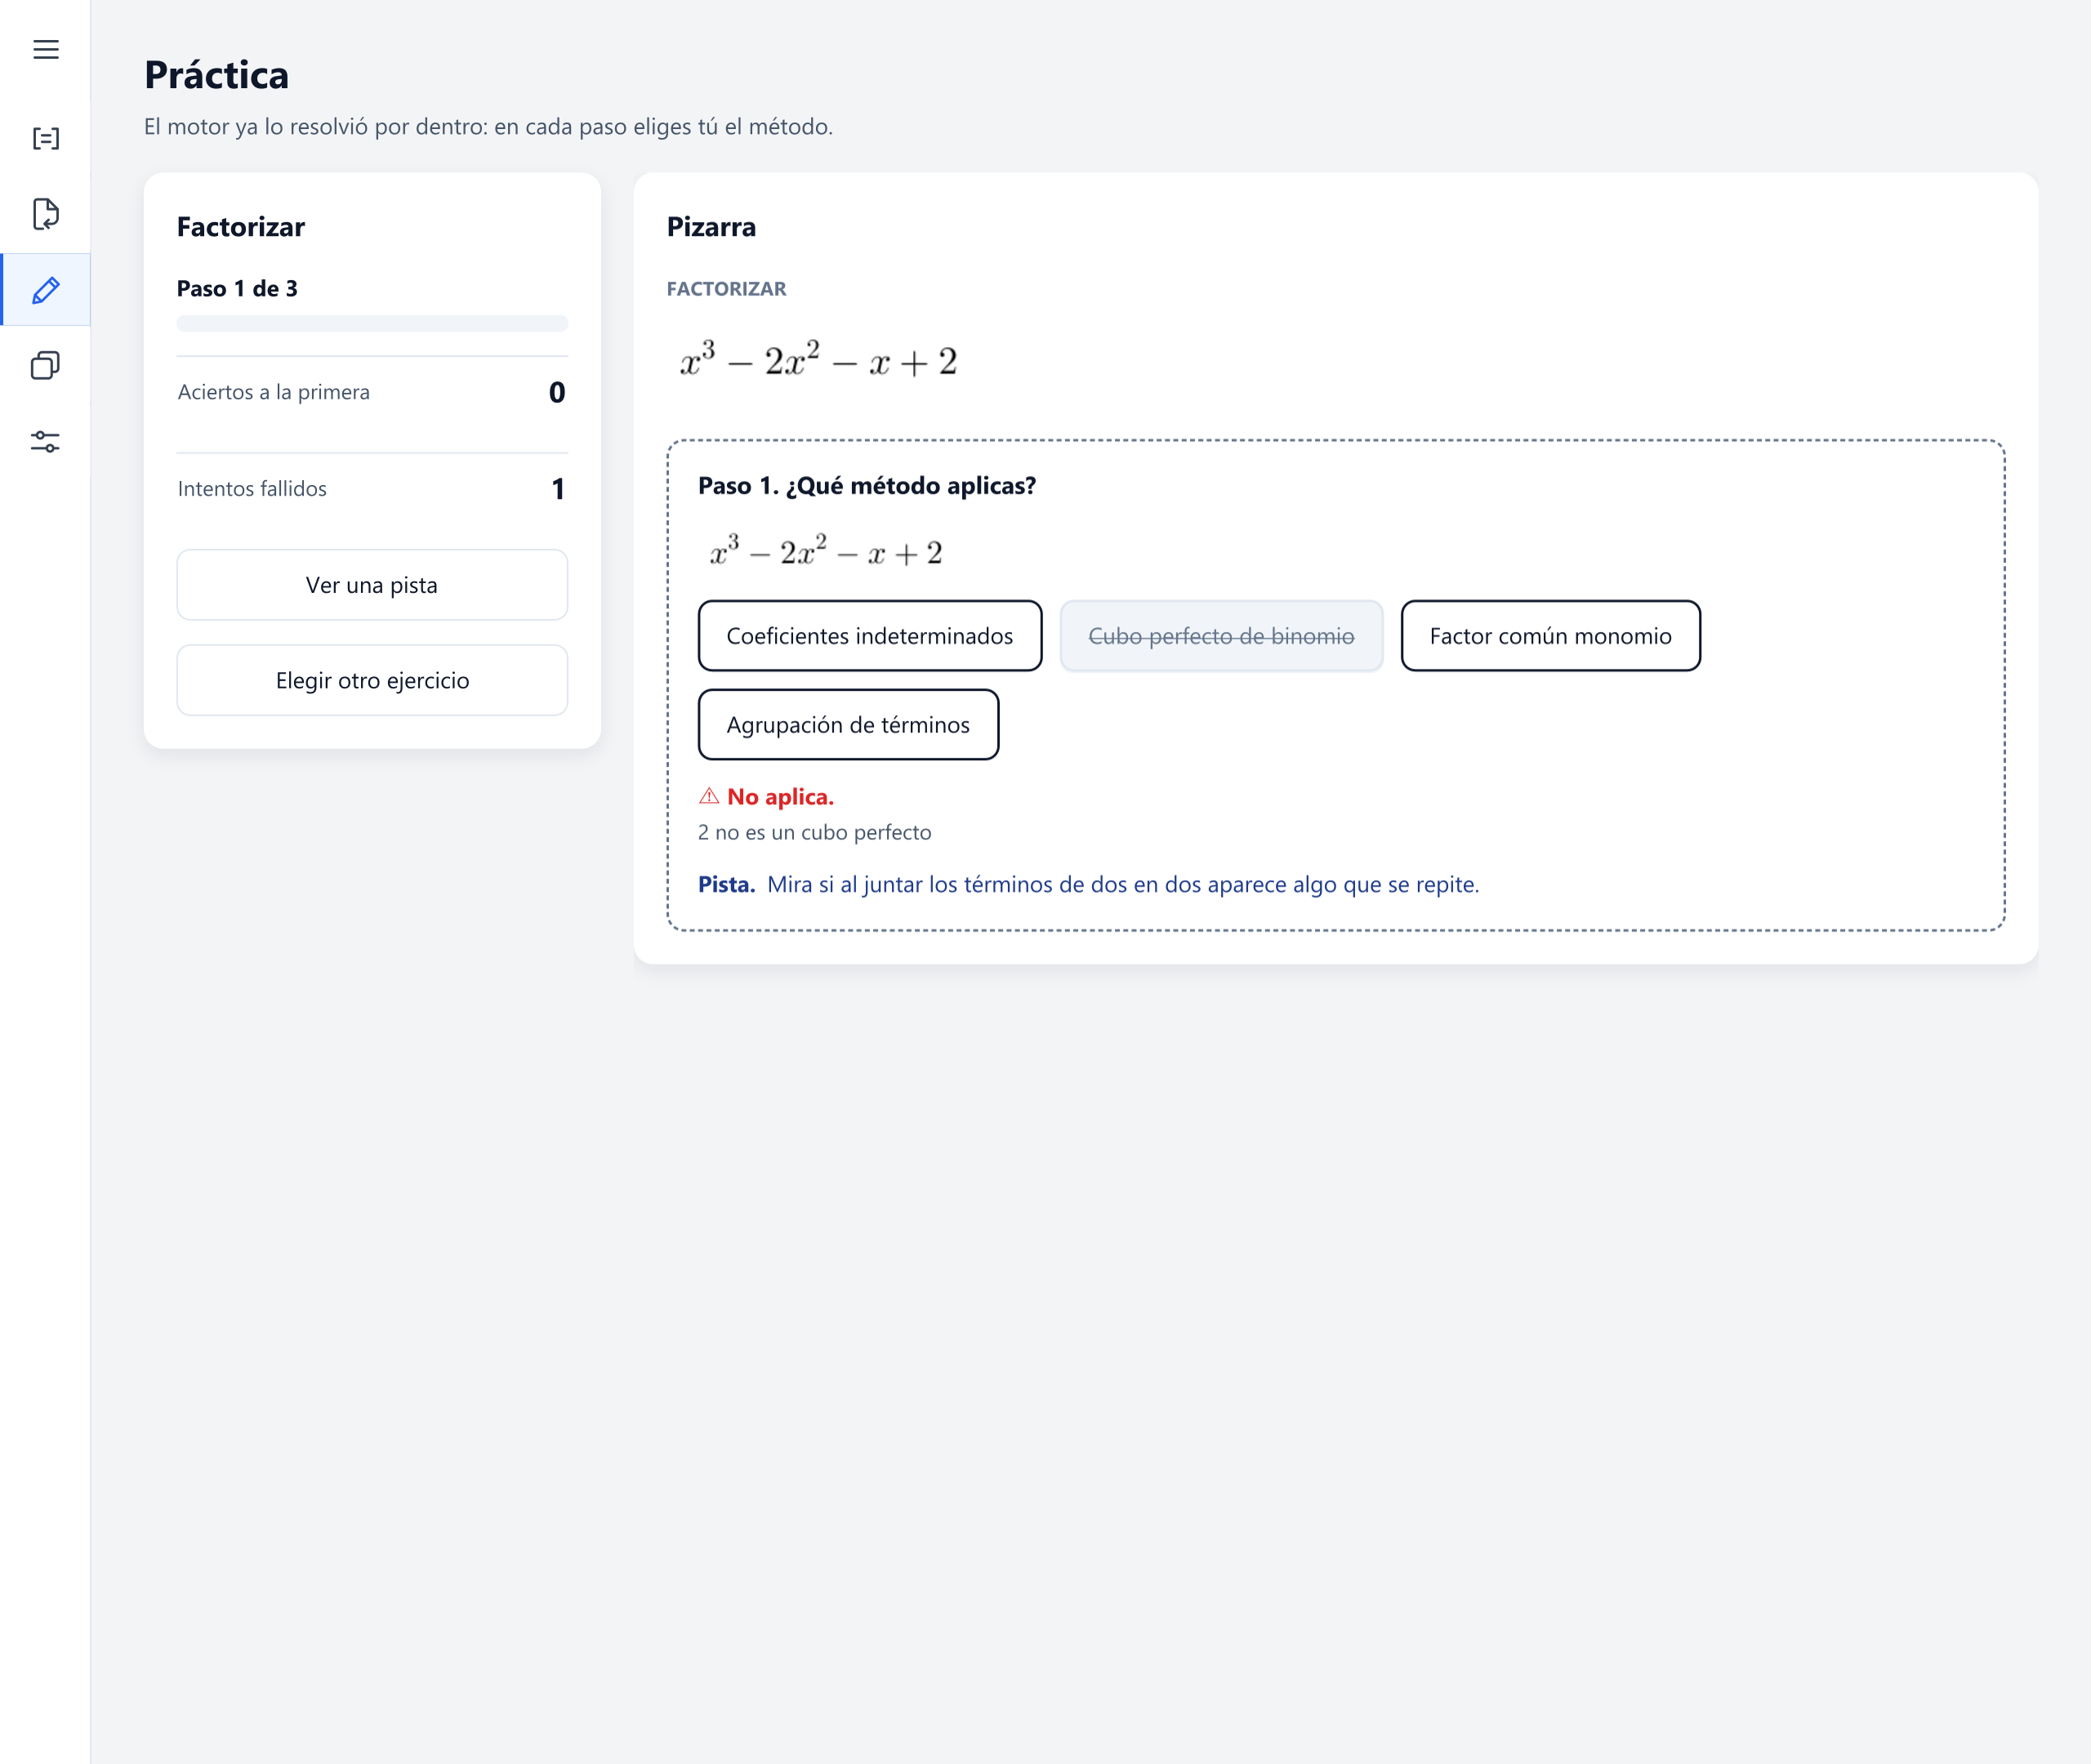 Práctica
El motor ya lo resolvió por dentro: en cada paso eliges tú el método.
Factorizar
Paso 1 de 3
Aciertos a la primera 0
Intentos fallidos 1
Ver una pista
Elegir otro ejercicio
Pizarra
FACTORIZAR
x³ − 2x² − x + 2
Paso 1. ¿Qué método aplicas?
x³ − 2x² − x + 2
Coeficientes indeterminados Cubo perfecto de binomio Factor común monomio
Agrupación de términos
⚠ No aplica.
2 no es un cubo perfecto
Pista. Mira si al juntar los términos de dos en dos aparece algo que se repite.